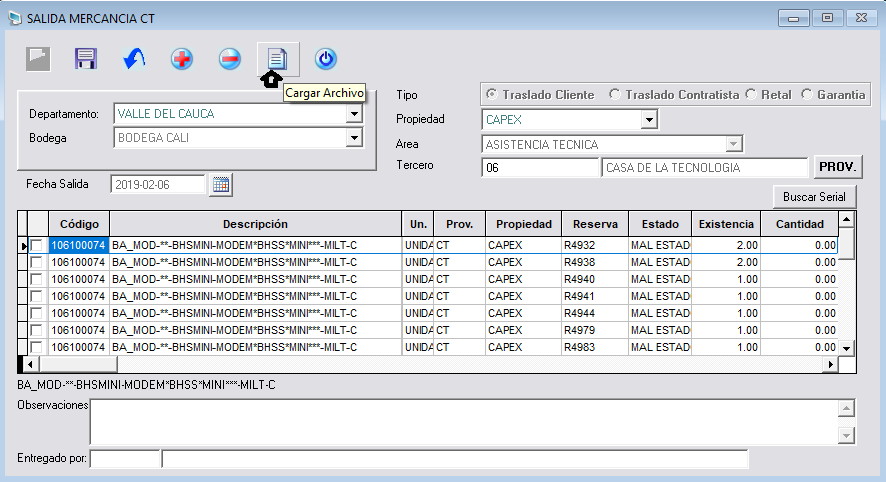 SALIDA MERCANCIA CT
Cargar Archivo
Departamento: VALLE DEL CAUCA
Bodega BODEGA CALI
Fecha Salida 2019-02-06
Tipo Traslado Cliente Traslado Contratista Retal Garantía
Propiedad CAPEX
Area ASISTENCIA TECNICA
Tercero 06 CASA DE LA TECNOLOGIA PROV.
Buscar Serial
Código Descripción Un. Prov. Propiedad Reserva Estado Existencia Cantidad
106100074 BA_MOD-**-BHSMINI-MODEM*BHSS*MINI***-MILT-C UNIDA CT CAPEX R4932 MAL ESTAD 2.00 0.00
106100074 BA_MOD-**-BHSMINI-MODEM*BHSS*MINI***-MILT-C UNIDA CT CAPEX R4938 MAL ESTAD 2.00 0.00
106100074 BA_MOD-**-BHSMINI-MODEM*BHSS*MINI***-MILT-C UNIDA CT CAPEX R4940 MAL ESTAD 1.00 0.00
106100074 BA_MOD-**-BHSMINI-MODEM*BHSS*MINI***-MILT-C UNIDA CT CAPEX R4941 MAL ESTAD 1.00 0.00
106100074 BA_MOD-**-BHSMINI-MODEM*BHSS*MINI***-MILT-C UNIDA CT CAPEX R4944 MAL ESTAD 1.00 0.00
106100074 BA_MOD-**-BHSMINI-MODEM*BHSS*MINI***-MILT-C UNIDA CT CAPEX R4979 MAL ESTAD 1.00 0.00
106100074 BA_MOD-**-BHSMINI-MODEM*BHSS*MINI***-MILT-C UNIDA CT CAPEX R4983 MAL ESTAD 1.00 0.00
BA_MOD-**-BHSMINI-MODEM*BHSS*MINI***-MILT-C
Observaciones
Entregado por: